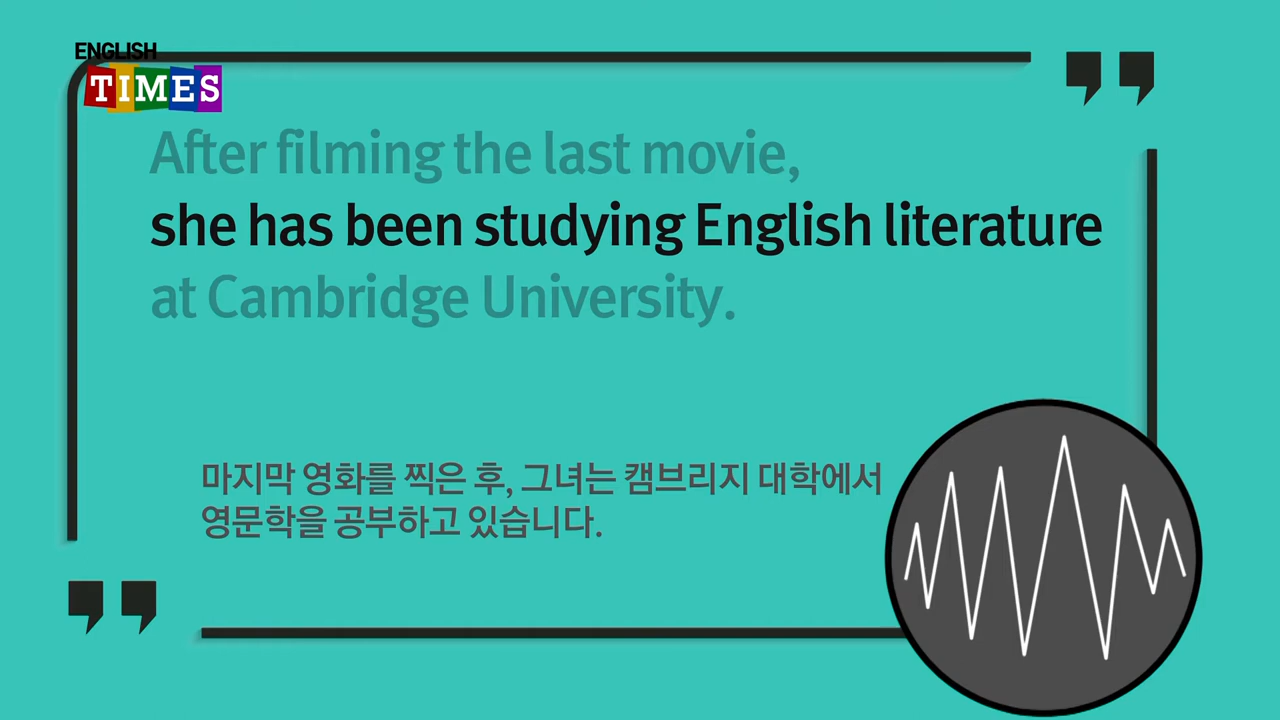 ENGLISH
TIMES
After filming the last movie,
she has been studying English literature
at Cambridge University.
마지막 영화를 찍은 후, 그녀는 캠브리지 대학에서
영문학을 공부하고 있습니다.